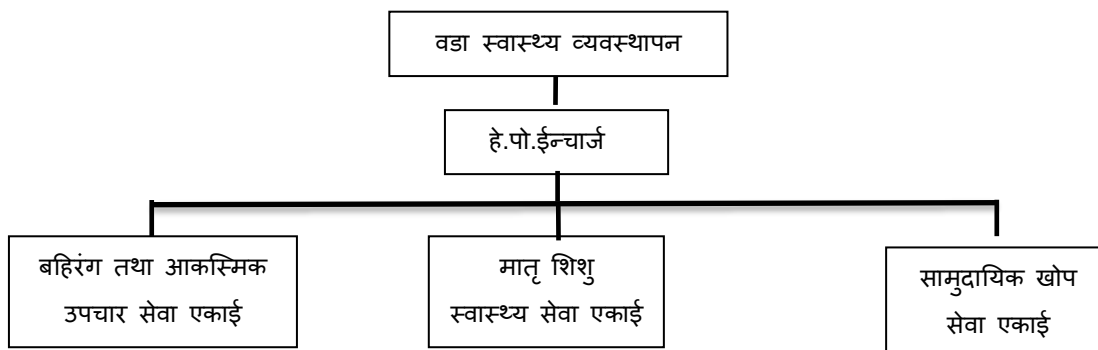 वडा स्वास्थ्य व्यवस्थापन
हे.पो.ईन्चार्ज
बहिरंग तथा आकस्मिक
उपचार सेवा एकाई
मातृ शिशु
स्वास्थ्य सेवा एकाई
सामुदायिक खोप
सेवा एकाई